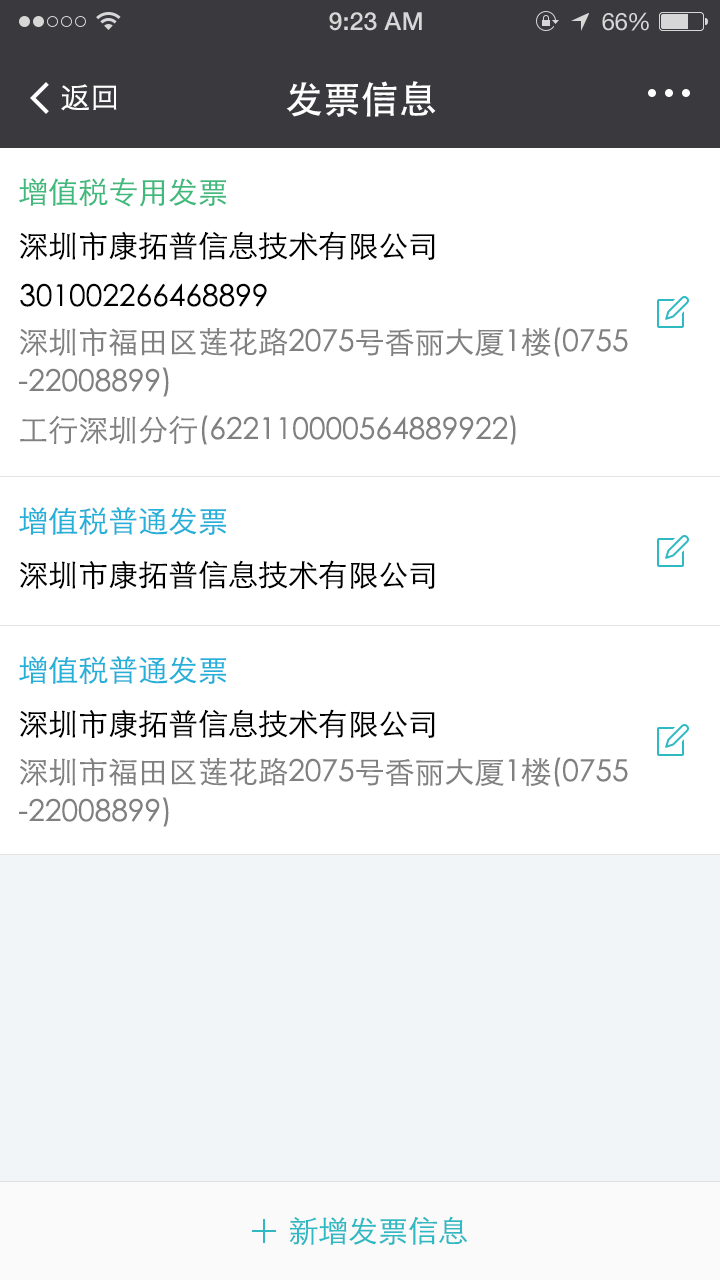 9:23 AM
66%
返回
发票信息
增值税专用发票
深圳市康拓普信息技术有限公司
301002266468899
深圳市福田区莲花路2075号香丽大厦1楼(0755
-22008899)
工行深圳分行(622110000564889922)
增值税普通发票
深圳市康拓普信息技术有限公司
增值税普通发票
深圳市康拓普信息技术有限公司
深圳市福田区莲花路2075号香丽大厦1楼(0755
-22008899)
新增发票信息